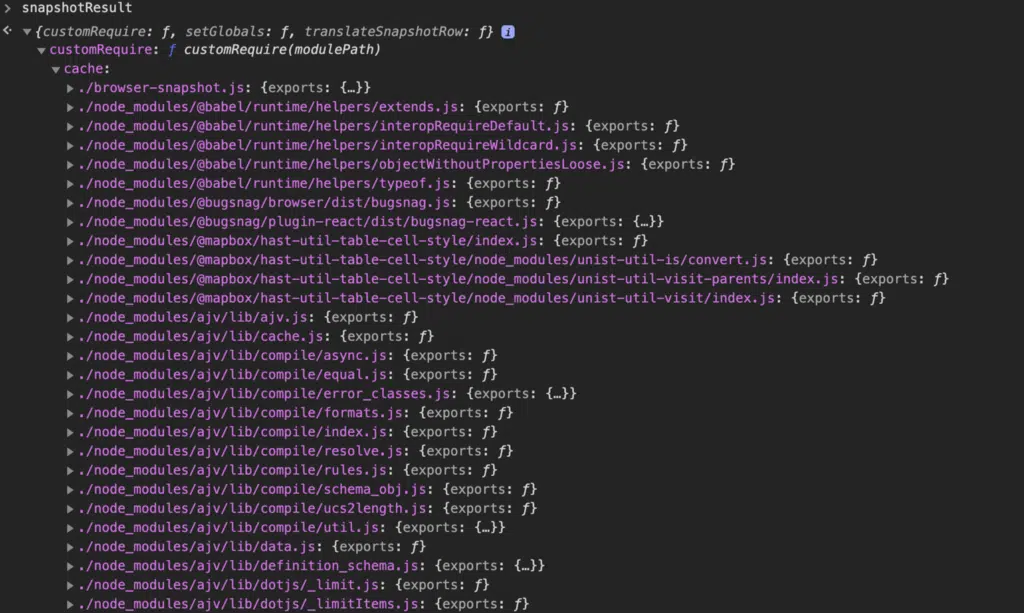 > snapshotResult
{customRequire: ƒ, setGlobals: ƒ, translateSnapshotRow: ƒ} i
customRequire: ƒ customRequire(modulePath)
cache:
./browser-snapshot.js: {exports: {…}}
./node_modules/@babel/runtime/helpers/extends.js: {exports: ƒ}
./node_modules/@babel/runtime/helpers/interopRequireDefault.js: {exports: ƒ}
./node_modules/@babel/runtime/helpers/interopRequireWildcard.js: {exports: ƒ}
./node_modules/@babel/runtime/helpers/objectWithoutPropertiesLoose.js: {exports: ƒ}
./node_modules/@babel/runtime/helpers/typeof.js: {exports: ƒ}
./node_modules/@bugsnag/browser/dist/bugsnag.js: {exports: ƒ}
./node_modules/@bugsnag/plugin-react/dist/bugsnag-react.js: {exports: {…}}
./node_modules/@mapbox/hast-util-table-cell-style/index.js: {exports: ƒ}
./node_modules/@mapbox/hast-util-table-cell-style/node_modules/unist-util-is/convert.js: {exports: ƒ}
./node_modules/@mapbox/hast-util-table-cell-style/node_modules/unist-util-visit-parents/index.js: {exports: ƒ}
./node_modules/@mapbox/hast-util-table-cell-style/node_modules/unist-util-visit/index.js: {exports: ƒ}
./node_modules/ajv/lib/ajv.js: {exports: ƒ}
./node_modules/ajv/lib/cache.js: {exports: ƒ}
./node_modules/ajv/lib/compile/async.js: {exports: ƒ}
./node_modules/ajv/lib/compile/equal.js: {exports: ƒ}
./node_modules/ajv/lib/compile/error_classes.js: {exports: {…}}
./node_modules/ajv/lib/compile/formats.js: {exports: ƒ}
./node_modules/ajv/lib/compile/index.js: {exports: ƒ}
./node_modules/ajv/lib/compile/resolve.js: {exports: ƒ}
./node_modules/ajv/lib/compile/rules.js: {exports: ƒ}
./node_modules/ajv/lib/compile/schema_obj.js: {exports: ƒ}
./node_modules/ajv/lib/compile/ucs2length.js: {exports: ƒ}
./node_modules/ajv/lib/compile/util.js: {exports: {…}}
./node_modules/ajv/lib/data.js: {exports: ƒ}
./node_modules/ajv/lib/definition_schema.js: {exports: {…}}
./node_modules/ajv/lib/dotjs/_limit.js: {exports: ƒ}
./node_modules/ajv/lib/dotjs/_limitItems.js: {exports: ƒ}